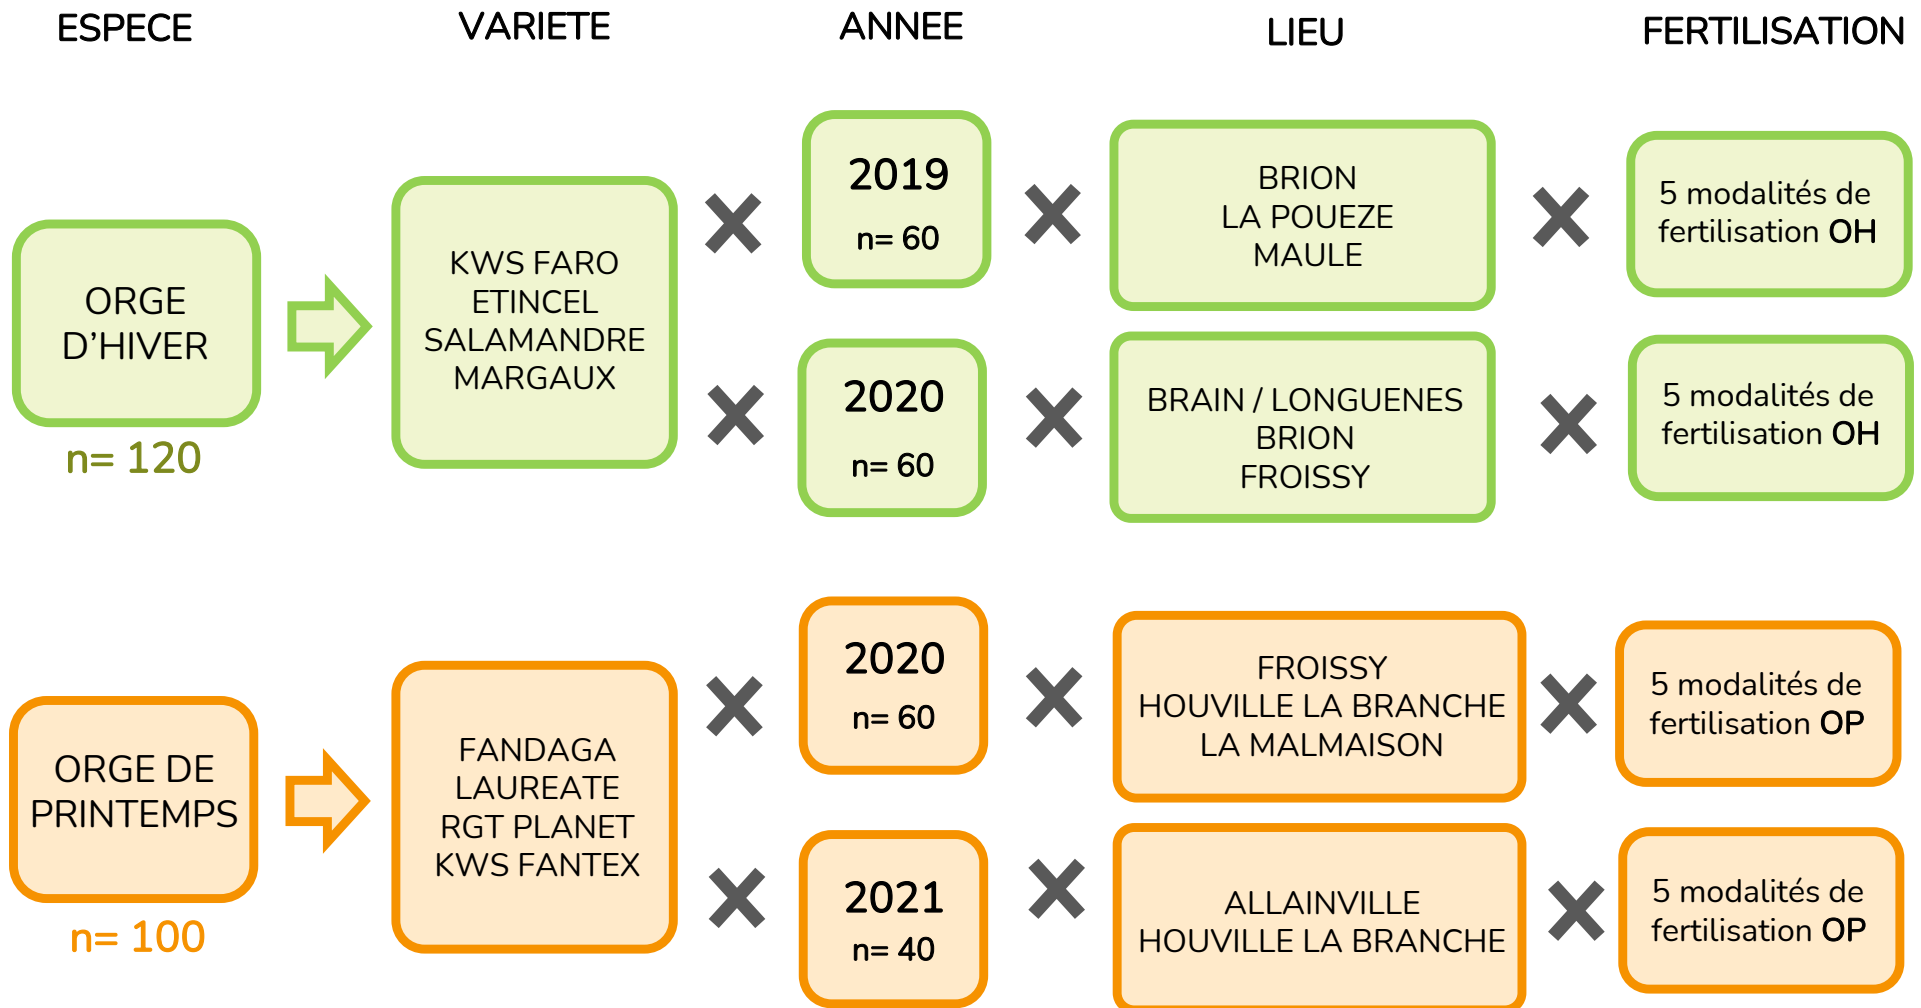 ESPECE
VARIETE
ANNEE
LIEU
FERTILISATION
ORGE
D'HIVER
n= 120
KWS FARO
ETINCEL
SALAMANDRE
MARGAUX
2019
n= 60
BRION
LA POUEZE
MAULE
5 modalités de
fertilisation OH
2020
n= 60
BRAIN / LONGUENES
BRION
FROISSY
5 modalités de
fertilisation OH
ORGE DE
PRINTEMPS
n= 100
FANDAGA
LAUREATE
RGT PLANET
KWS FANTEX
2020
n= 60
FROISSY
HOUVILLE LA BRANCHE
LA MALMAISON
5 modalités de
fertilisation OP
2021
n= 40
ALLAINVILLE
HOUVILLE LA BRANCHE
5 modalités de
fertilisation OP